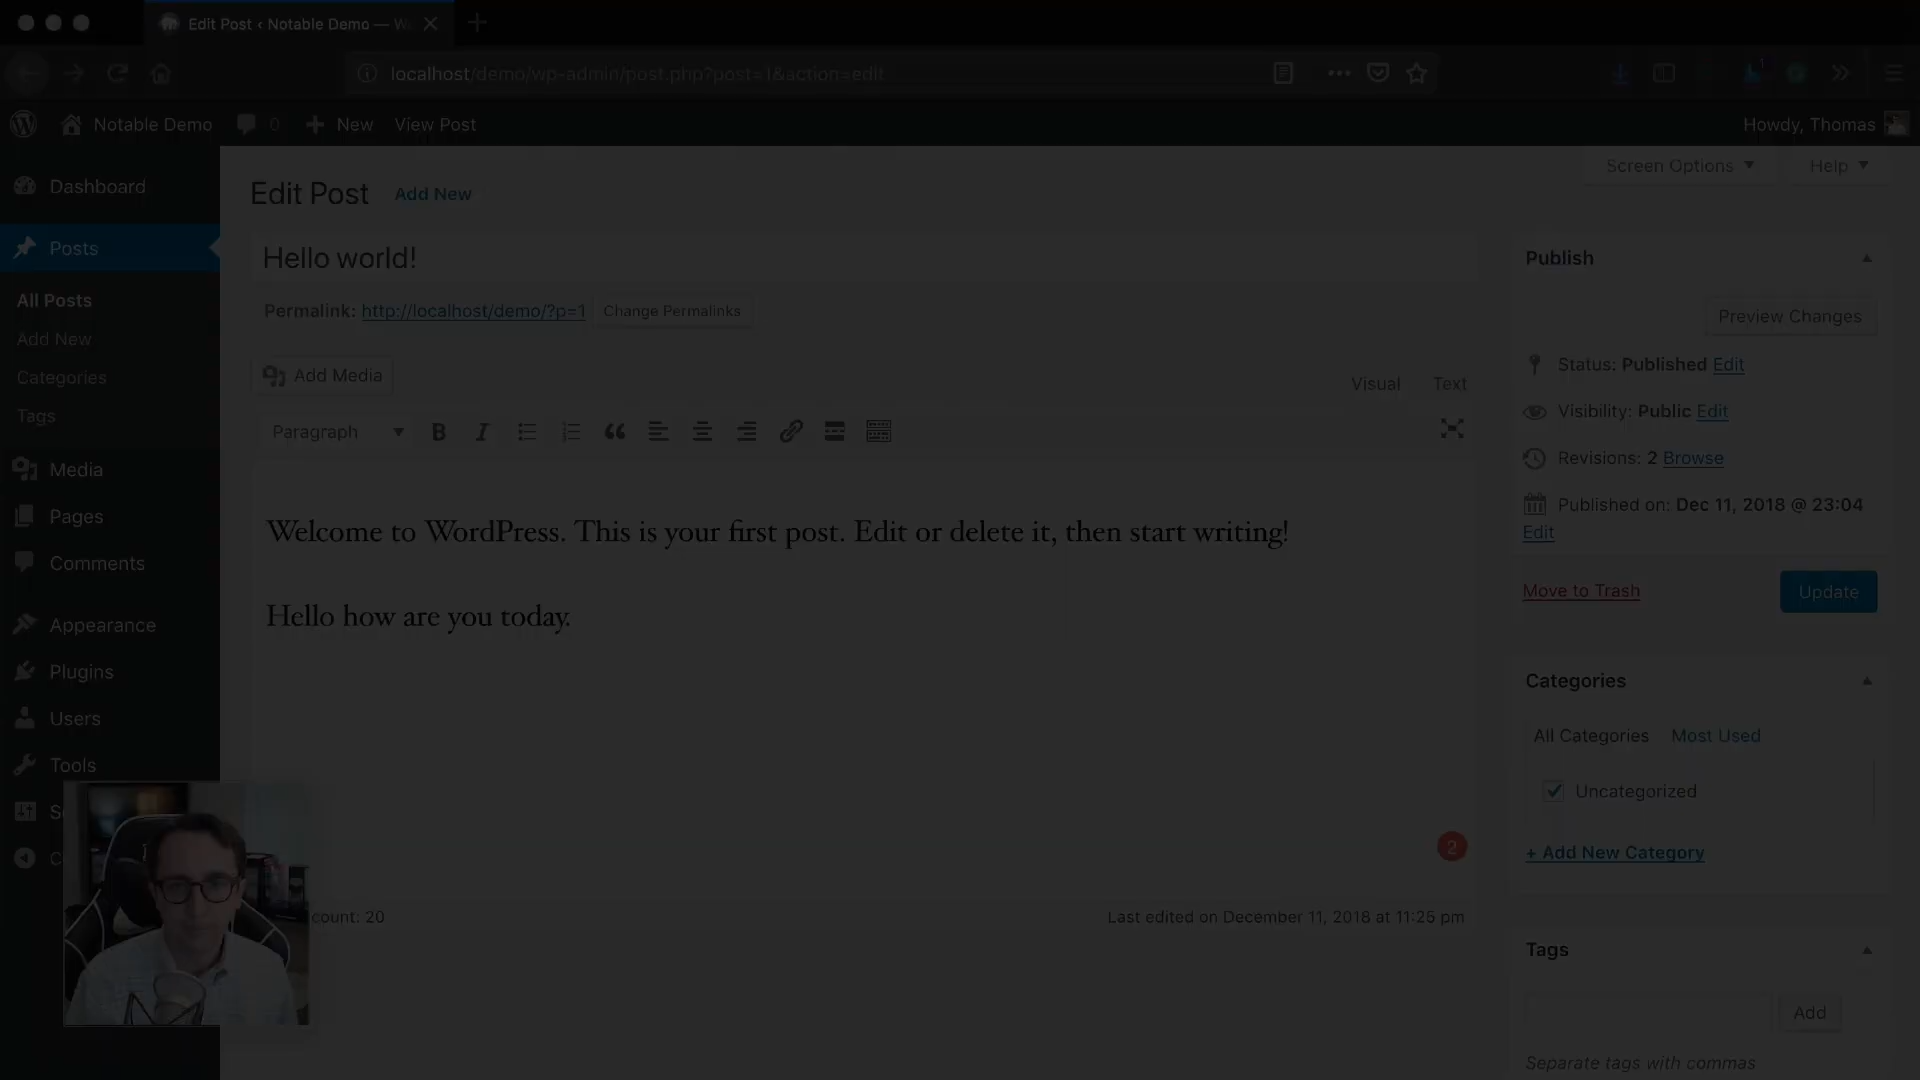 Edit Post ‹ Notable Demo — W
localhost/demo/wp-admin/post.php?post=1&action=edit
1
Notable Demo
0
New
View Post
Howdy, Thomas
Dashboard
Posts
All Posts
Add New
Categories
Tags
Media
Pages
Comments
Appearance
Plugins
Users
Tools
Screen Options
Help
Edit Post
Add New
Hello world!
Permalink: http://localhost/demo/?p=1
Change Permalinks
Add Media
Visual
Text
Paragraph
B
I
Welcome to WordPress. This is your first post. Edit or delete it, then start writing!
Hello how are you today.
2
count: 20
Last edited on December 11, 2018 at 11:25 pm
Publish
Preview Changes
Status: Published Edit
Visibility: Public Edit
Revisions: 2 Browse
Published on: Dec 11, 2018 @ 23:04
Edit
Move to Trash
Update
Categories
All Categories
Most Used
Uncategorized
+ Add New Category
Tags
Add
Separate tags with commas